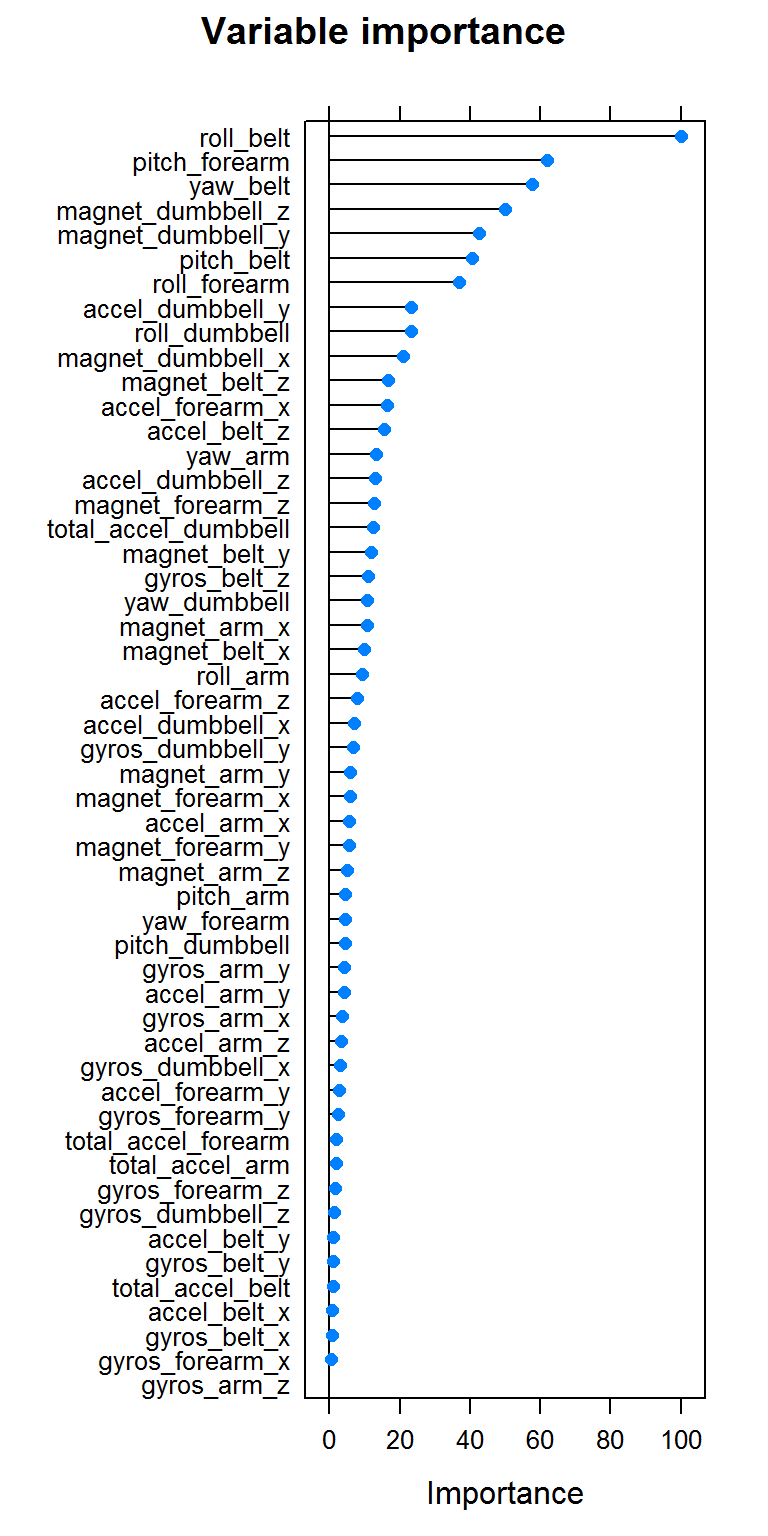 Variable importance
roll_belt
pitch_forearm
yaw_belt
magnet_dumbbell_z
magnet_dumbbell_y
pitch_belt
roll_forearm
accel_dumbbell_y
roll_dumbbell
magnet_dumbbell_x
magnet_belt_z
accel_forearm_x
accel_belt_z
yaw_arm
accel_dumbbell_z
magnet_forearm_z
total_accel_dumbbell
magnet_belt_y
gyros_belt_z
yaw_dumbbell
magnet_arm_x
magnet_belt_x
roll_arm
accel_forearm_z
accel_dumbbell_x
gyros_dumbbell_y
magnet_arm_y
magnet_forearm_x
accel_arm_x
magnet_forearm_y
magnet_arm_z
pitch_arm
yaw_forearm
pitch_dumbbell
gyros_arm_y
accel_arm_y
gyros_arm_x
accel_arm_z
gyros_dumbbell_x
accel_forearm_y
gyros_forearm_y
total_accel_forearm
total_accel_arm
gyros_forearm_z
gyros_dumbbell_z
accel_belt_y
gyros_belt_y
total_accel_belt
accel_belt_x
gyros_belt_x
gyros_forearm_x
gyros_arm_z
0 20 40 60 80 100
Importance